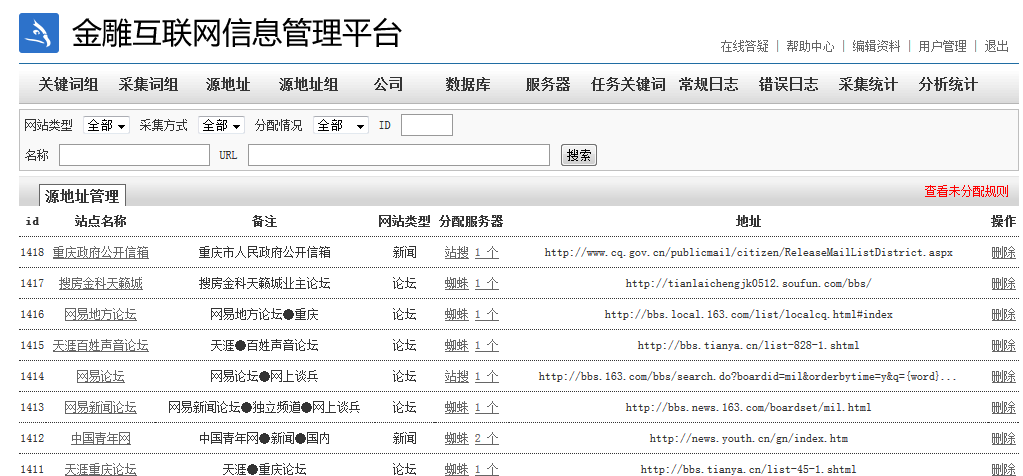 金雕互联网信息管理平台
在线答疑 | 帮助中心 | 编辑资料 | 用户管理 | 退出
关键词组 采集词组 源地址 源地址组 公司 数据库 服务器 任务关键词 常规日志 错误日志 采集统计 分析统计
网站类型 全部 采集方式 全部 分配情况 全部 ID
名称 URL 搜索
源地址管理 查看未分配规则
id 站点名称 备注 网站类型 分配服务器 地址 操作
1418 重庆政府公开信箱 重庆市人民政府公开信箱 新闻 站搜 1 个 http://www.cq.gov.cn/publicmail/citizen/ReleaseMailListDistrict.aspx 删除
1417 搜房金科天籁城 搜房金科天籁城业主论坛 论坛 蜘蛛 1 个 http://tianlaichengjk0512.soufun.com/bbs/ 删除
1416 网易地方论坛 网易地方论坛●重庆 论坛 蜘蛛 1 个 http://bbs.local.163.com/list/localcq.html#index 删除
1415 天涯百姓声音论坛 天涯●百姓声音论坛 论坛 蜘蛛 1 个 http://bbs.tianya.cn/list-828-1.shtml 删除
1414 网易论坛 网易论坛●网上谈兵 论坛 站搜 1 个 http://bbs.163.com/bbs/search.do?boardid=mil&orderbytime=y&q={word}... 删除
1413 网易新闻论坛 网易新闻论坛●独立频道●网上谈兵 论坛 蜘蛛 1 个 http://bbs.news.163.com/boardset/mil.html 删除
1412 中国青年网 中国青年网●新闻●国内 新闻 蜘蛛 2 个 http://news.youth.cn/gn/index.htm 删除
1411 天涯重庆论坛 天涯●重庆论坛 论坛 蜘蛛 1 个 http://bbs.tianya.cn/list-45-1.shtml 删除